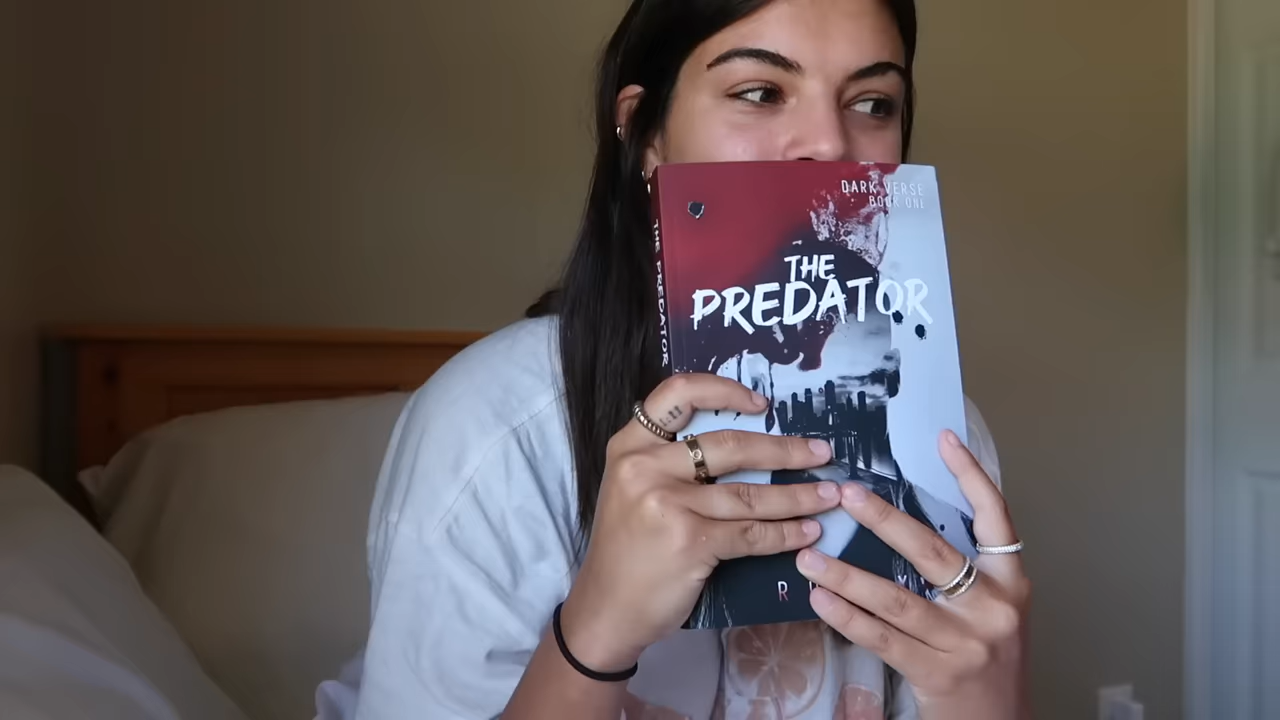 DARK VERSE
BOOK ONE
THE
PREDATOR
THE PREDATOR
R